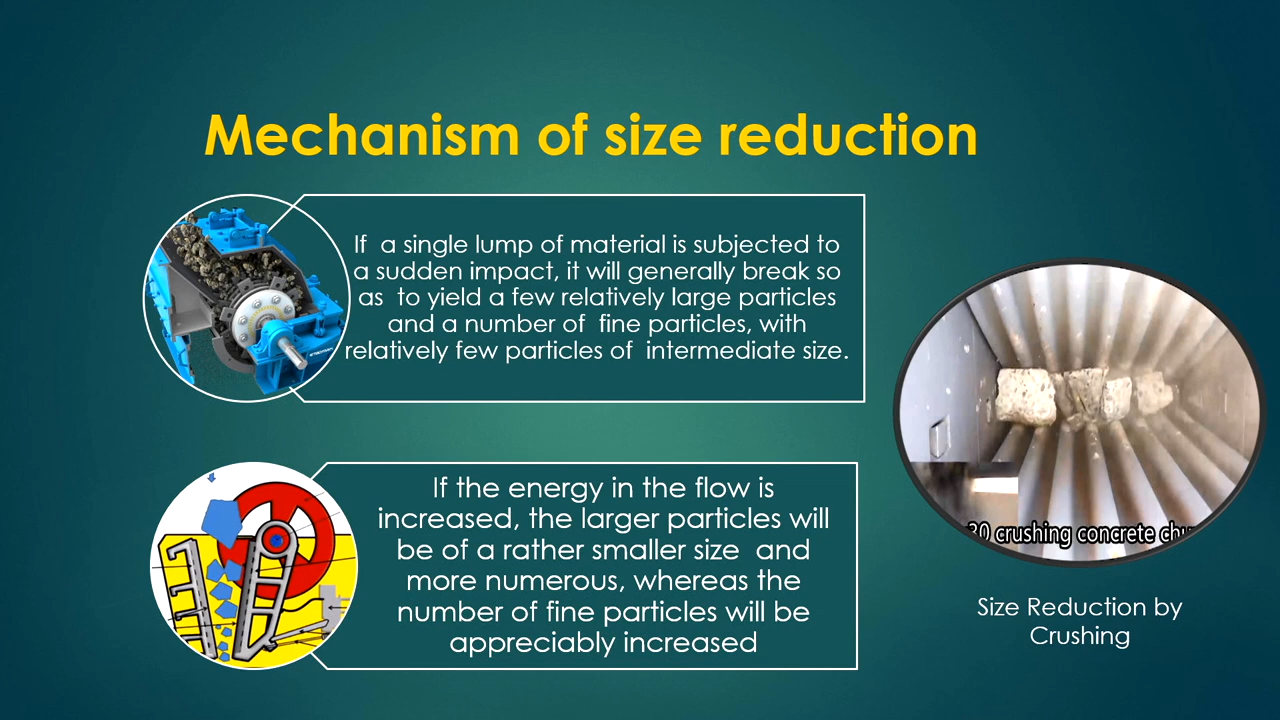 Mechanism of size reduction
If a single lump of material is subjected to
a sudden impact, it will generally break so
as to yield a few relatively large particles
and a number of fine particles, with
relatively few particles of intermediate size.
If the energy in the flow is
increased, the larger particles will
be of a rather smaller size and
more numerous, whereas the
number of fine particles will be
appreciably increased
30 crushing concrete
Size Reduction by
Crushing